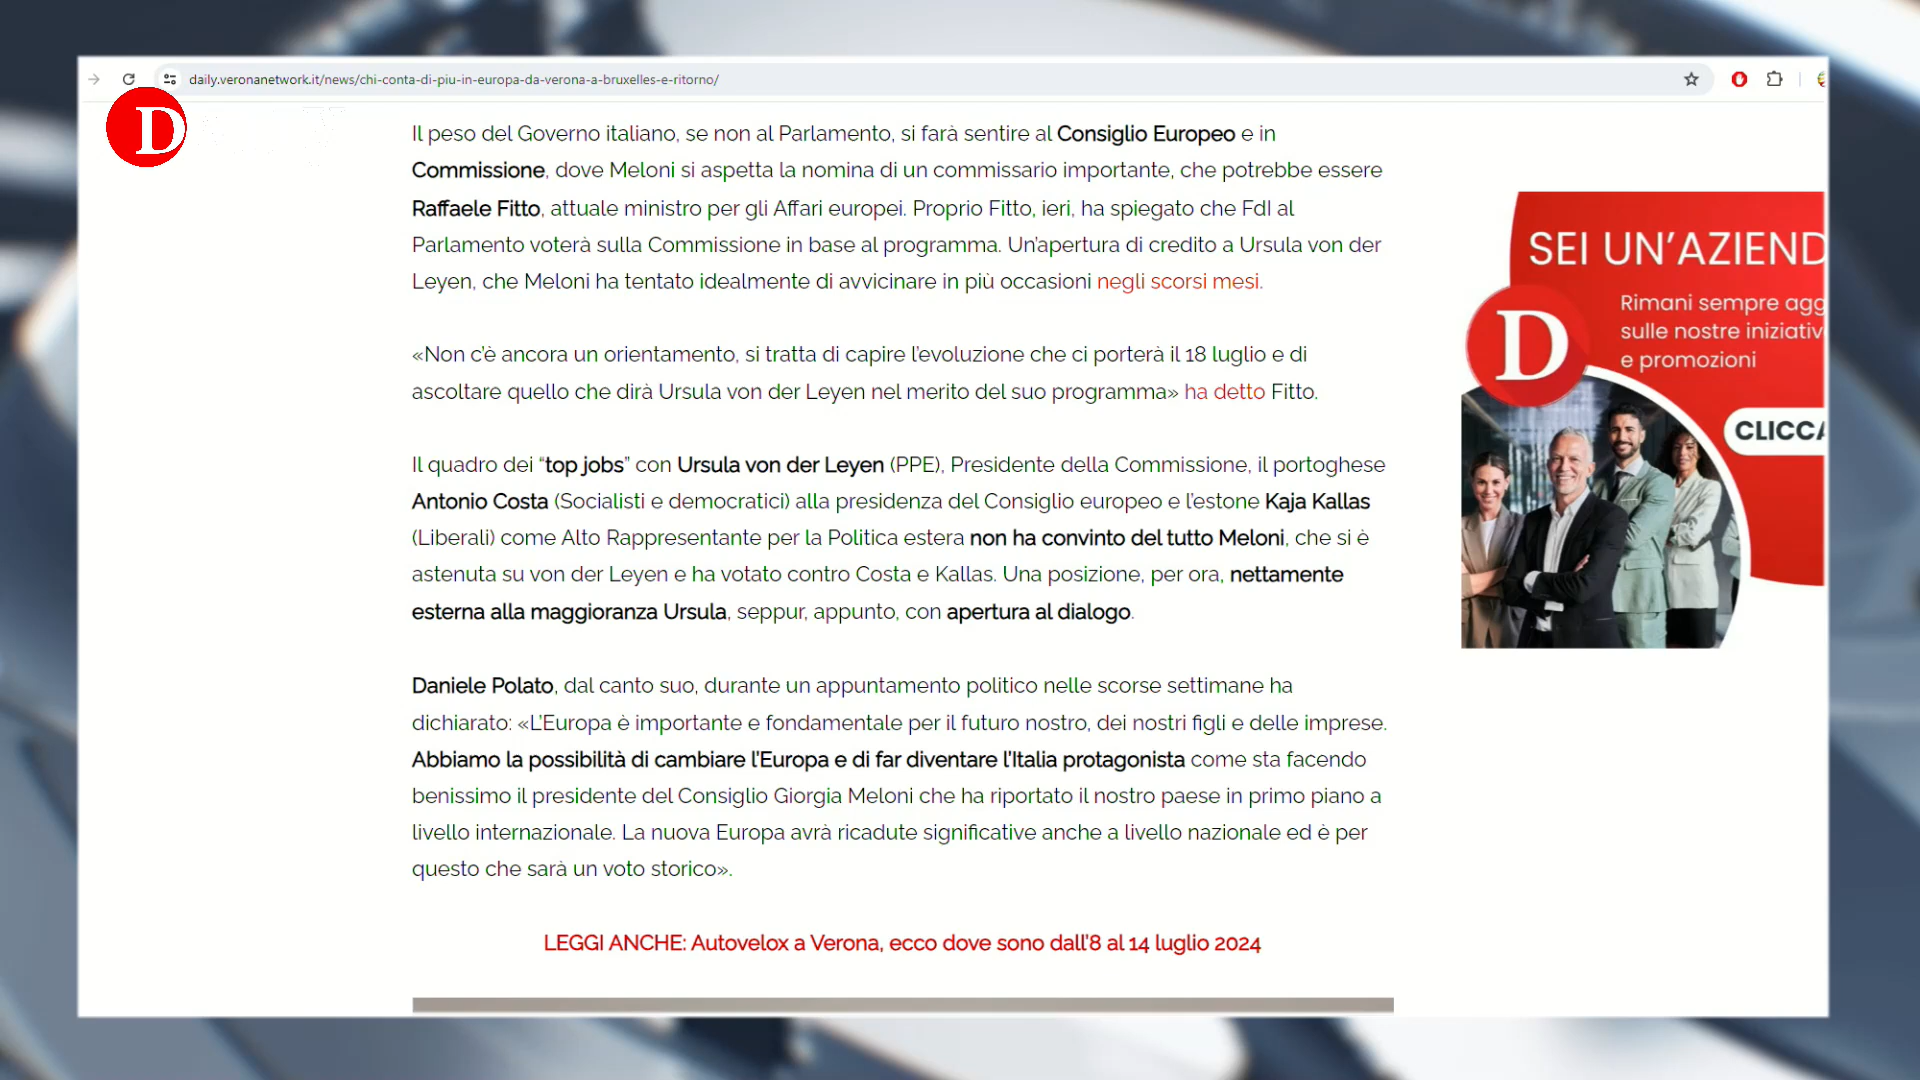 daily.veronanetwork.it/news/chi-conta-di-piu-in-europa-da-verona-a-bruxelles-e-ritorno/
D
Il peso del Governo italiano, se non al Parlamento, si farà sentire al Consiglio Europeo e in
Commissione, dove Meloni si aspetta la nomina di un commissario importante, che potrebbe essere
Raffaele Fitto, attuale ministro per gli Affari europei. Proprio Fitto, ieri, ha spiegato che FdI al
Parlamento voterà sulla Commissione in base al programma. Un'apertura di credito a Ursula von der
Leyen, che Meloni ha tentato idealmente di avvicinare in più occasioni negli scorsi mesi.
«Non c'è ancora un orientamento, si tratta di capire l'evoluzione che ci porterà il 18 luglio e di
ascoltare quello che dirà Ursula von der Leyen nel merito del suo programma» ha detto Fitto.
Il quadro dei “top jobs” con Ursula von der Leyen (PPE), Presidente della Commissione, il portoghese
Antonio Costa (Socialisti e democratici) alla presidenza del Consiglio europeo e l'estone Kaja Kallas
(Liberali) come Alto Rappresentante per la Politica estera non ha convinto del tutto Meloni, che si è
astenuta su von der Leyen e ha votato contro Costa e Kallas. Una posizione, per ora, nettamente
esterna alla maggioranza Ursula, seppur, appunto, con apertura al dialogo.
Daniele Polato, dal canto suo, durante un appuntamento politico nelle scorse settimane ha
dichiarato: «L'Europa è importante e fondamentale per il futuro nostro, dei nostri figli e delle imprese.
Abbiamo la possibilità di cambiare l'Europa e di far diventare l'Italia protagonista come sta facendo
benissimo il presidente del Consiglio Giorgia Meloni che ha riportato il nostro paese in primo piano a
livello internazionale. La nuova Europa avrà ricadute significative anche a livello nazionale ed è per
questo che sarà un voto storico».
LEGGI ANCHE: Autovelox a Verona, ecco dove sono dall'8 al 14 luglio 2024
SEI UN'AZIEND
Rimani sempre agg
sulle nostre iniziativ
e promozioni
D
CLICCA